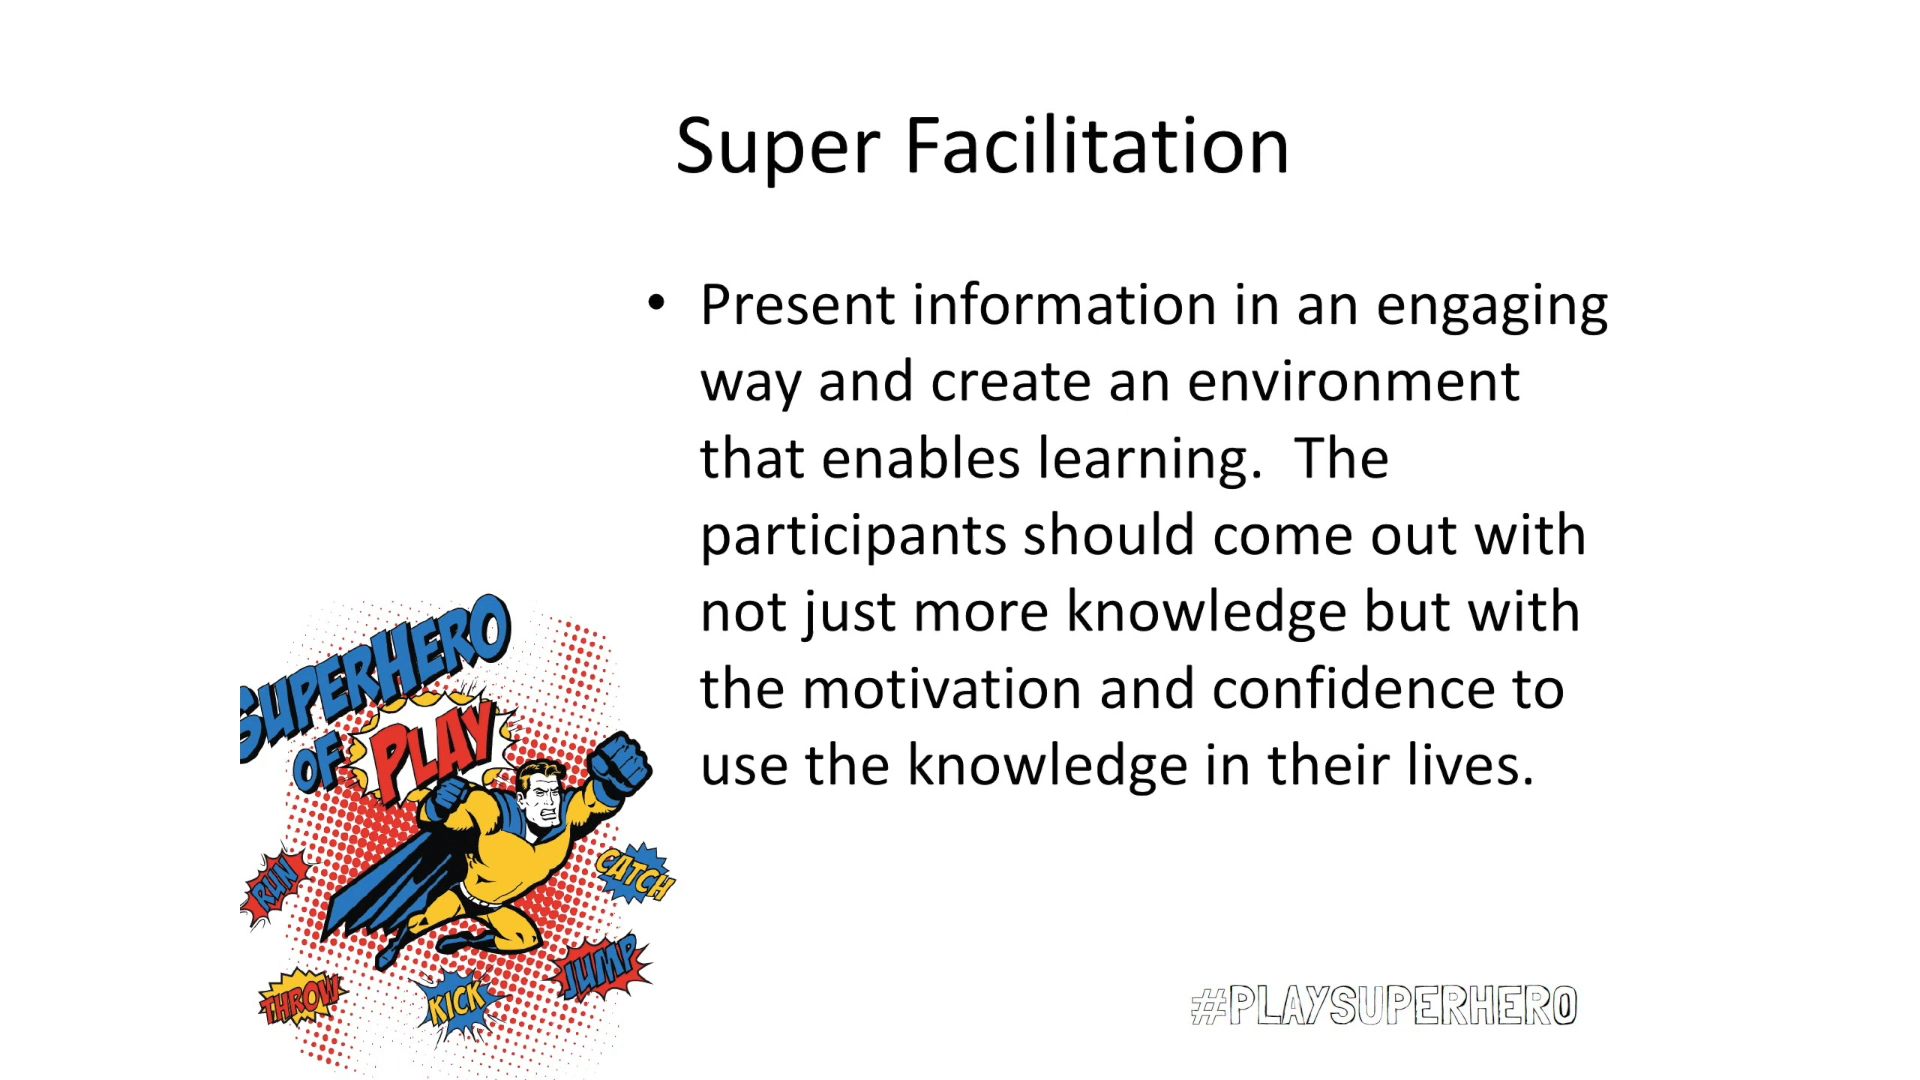 Super Facilitation
• Present information in an engaging
way and create an environment
that enables learning.  The
participants should come out with
not just more knowledge but with
the motivation and confidence to
use the knowledge in their lives.
SUPERHERO
OF PLAY
RUN
CATCH
THROW
KICK
JUMP
#PLAYSUPERHERO